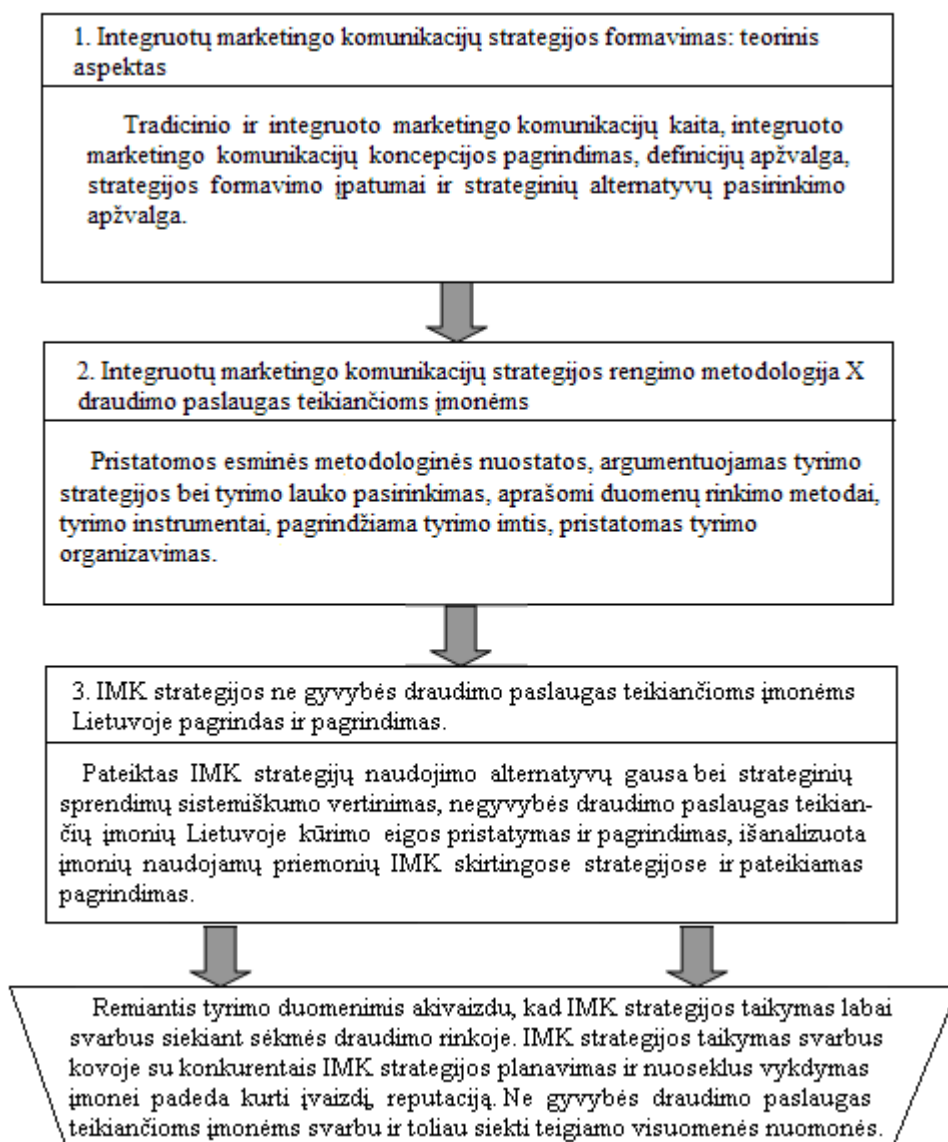 1. Integruotų marketingo komunikacijų strategijos formavimas: teorinis
aspektas
Tradicinio ir integruoto marketingo komunikacijų kaita, integruoto
marketingo komunikacijų koncepcijos pagrindimas, definicijų apžvalga,
strategijos formavimo įpatumai ir strateginių alternatyvų pasirinkimo
apžvalga.
2. Integruotų marketingo komunikacijų strategijos rengimo metodologija X
draudimo paslaugas teikiančioms įmonėms
Pristatomos esminės metodologinės nuostatos, argumentuojamas tyrimo
strategijos bei tyrimo lauko pasirinkimas, aprašomi duomenų rinkimo metodai,
tyrimo instrumentai, pagrindžiama tyrimo imtis, pristatomas tyrimo
organizavimas.
3. IMK strategijos ne gyvybės draudimo paslaugas teikiančioms įmonėms
Lietuvoje pagrindas ir pagrindimas.
Pateiktas IMK strategijų naudojimo alternatyvų gausa bei strateginių
sprendimų sistemiškumo vertinimas, negyvybės draudimo paslaugas teikian-
čių įmonių Lietuvoje kūrimo eigos pristatymas ir pagrindimas, išanalizuota
įmonių naudojamų priemonių IMK skirtingose strategijose ir pateikiamas
pagrindimas.
Remiantis tyrimo duomenimis akivaizdu, kad IMK strategijos taikymas labai
svarbus siekiant sėkmės draudimo rinkoje. IMK strategijos taikymas svarbus
kovoje su konkurentais IMK strategijos planavimas ir nuoseklus vykdymas
įmonei padeda kurti įvaizdį, reputaciją. Ne gyvybės draudimo paslaugas
teikiančioms įmonėms svarbu ir toliau siekti teigiamo visuomenės nuomonės.